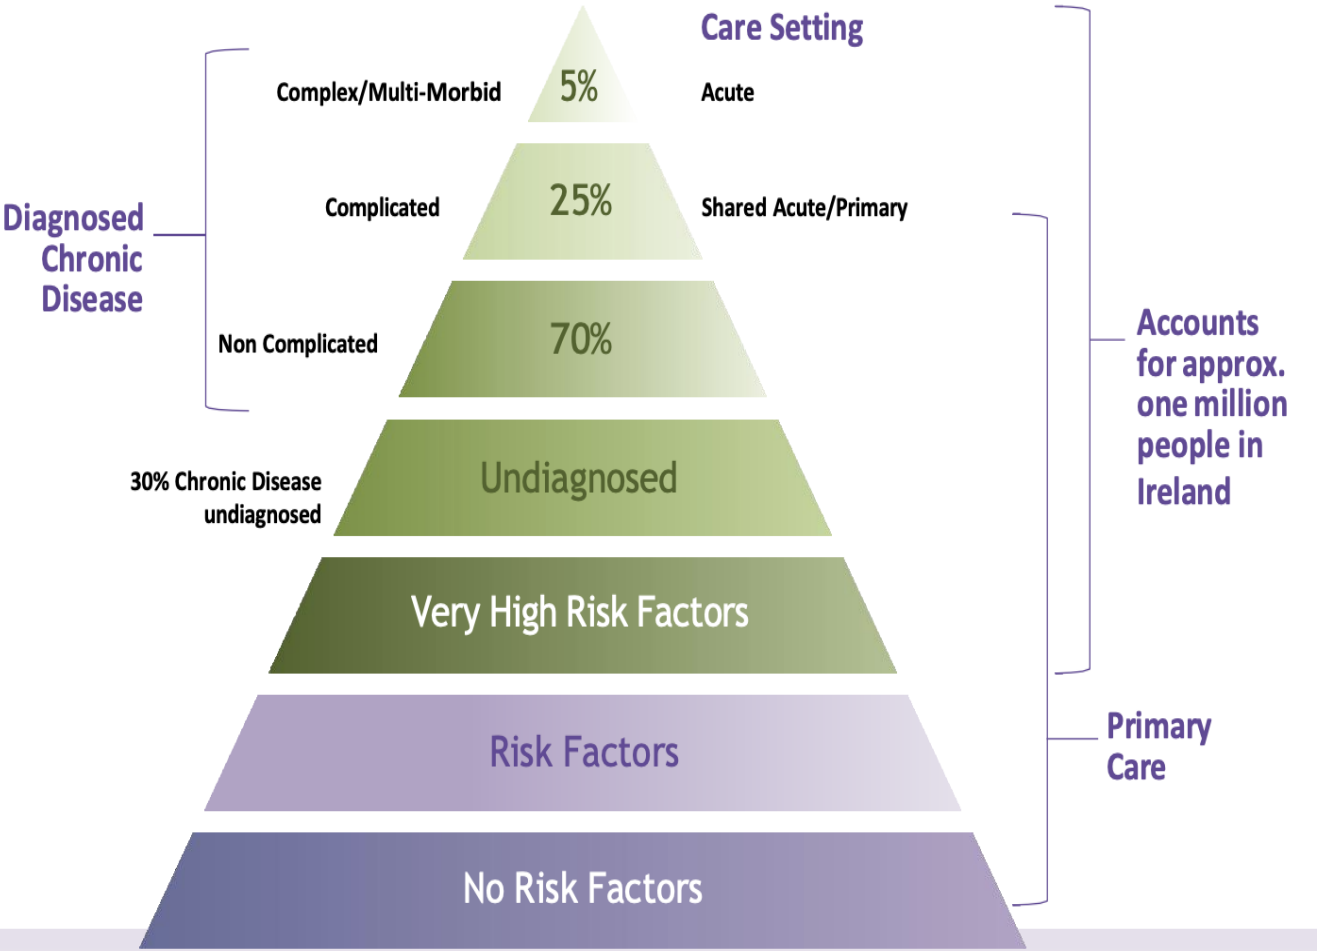 Care Setting
Complex/Multi-Morbid
5%
Acute
Complicated
25%
Shared Acute/Primary
Diagnosed
Chronic
Disease
Non Complicated
70%
Accounts
for approx.
one million
people in
Ireland
30% Chronic Disease
undiagnosed
Undiagnosed
Very High Risk Factors
Risk Factors
Primary
Care
No Risk Factors